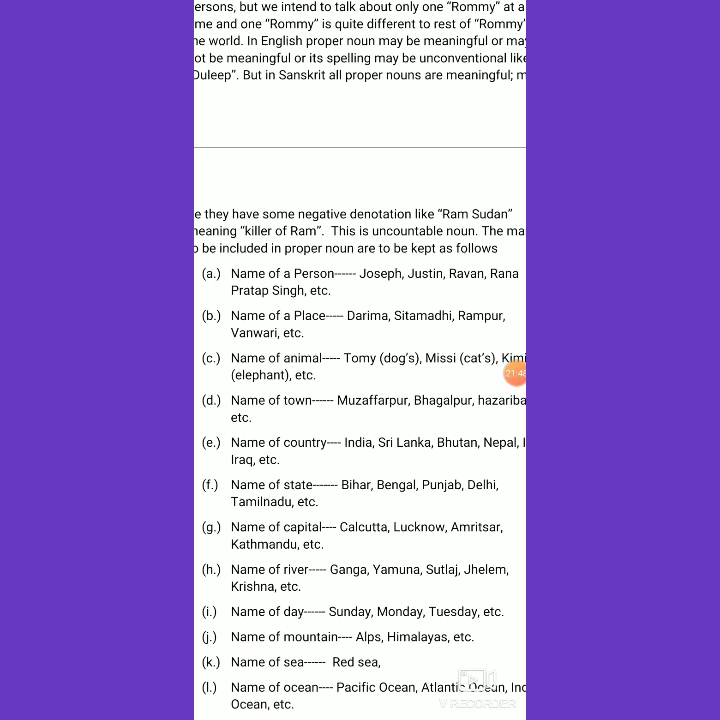 ersons, but we intend to talk about only one “Rommy” at a
me and one “Rommy” is quite different to rest of “Rommy”
he world. In English proper noun may be meaningful or may
ot be meaningful or its spelling may be unconventional like
Duleep”. But in Sanskrit all proper nouns are meaningful; m
e they have some negative denotation like “Ram Sudan”
meaning “killer of Ram”. This is uncountable noun. The ma
o be included in proper noun are to be kept as follows
(a.) Name of a Person------ Joseph, Justin, Ravan, Rana
Pratap Singh, etc.
(b.) Name of a Place----- Darima, Sitamadhi, Rampur,
Vanwari, etc.
(c.) Name of animal----- Tomy (dog’s), Missi (cat’s), Kimi
(elephant), etc.
21:48
(d.) Name of town------ Muzaffarpur, Bhagalpur, hazariba
etc.
(e.) Name of country---- India, Sri Lanka, Bhutan, Nepal, I
Iraq, etc.
(f.) Name of state------- Bihar, Bengal, Punjab, Delhi,
Tamilnadu, etc.
(g.) Name of capital---- Calcutta, Lucknow, Amritsar,
Kathmandu, etc.
(h.) Name of river----- Ganga, Yamuna, Sutlaj, Jhelem,
Krishna, etc.
(i.) Name of day------ Sunday, Monday, Tuesday, etc.
(j.) Name of mountain---- Alps, Himalayas, etc.
(k.) Name of sea------ Red sea,
(l.) Name of ocean---- Pacific Ocean, Atlantic Ocean, Ind
Ocean, etc.
V RECORDER